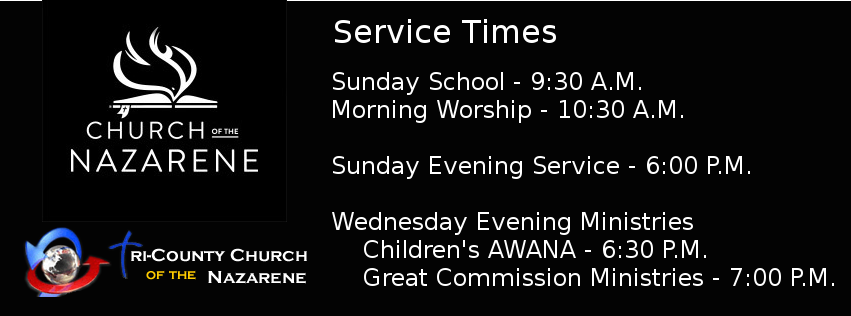 CHURCH OF THE
NAZARENE
TRI-COUNTY CHURCH
OF THE NAZARENE
Service Times
Sunday School - 9:30 A.M.
Morning Worship - 10:30 A.M.
Sunday Evening Service - 6:00 P.M.
Wednesday Evening Ministries
Children's AWANA - 6:30 P.M.
Great Commission Ministries - 7:00 P.M.